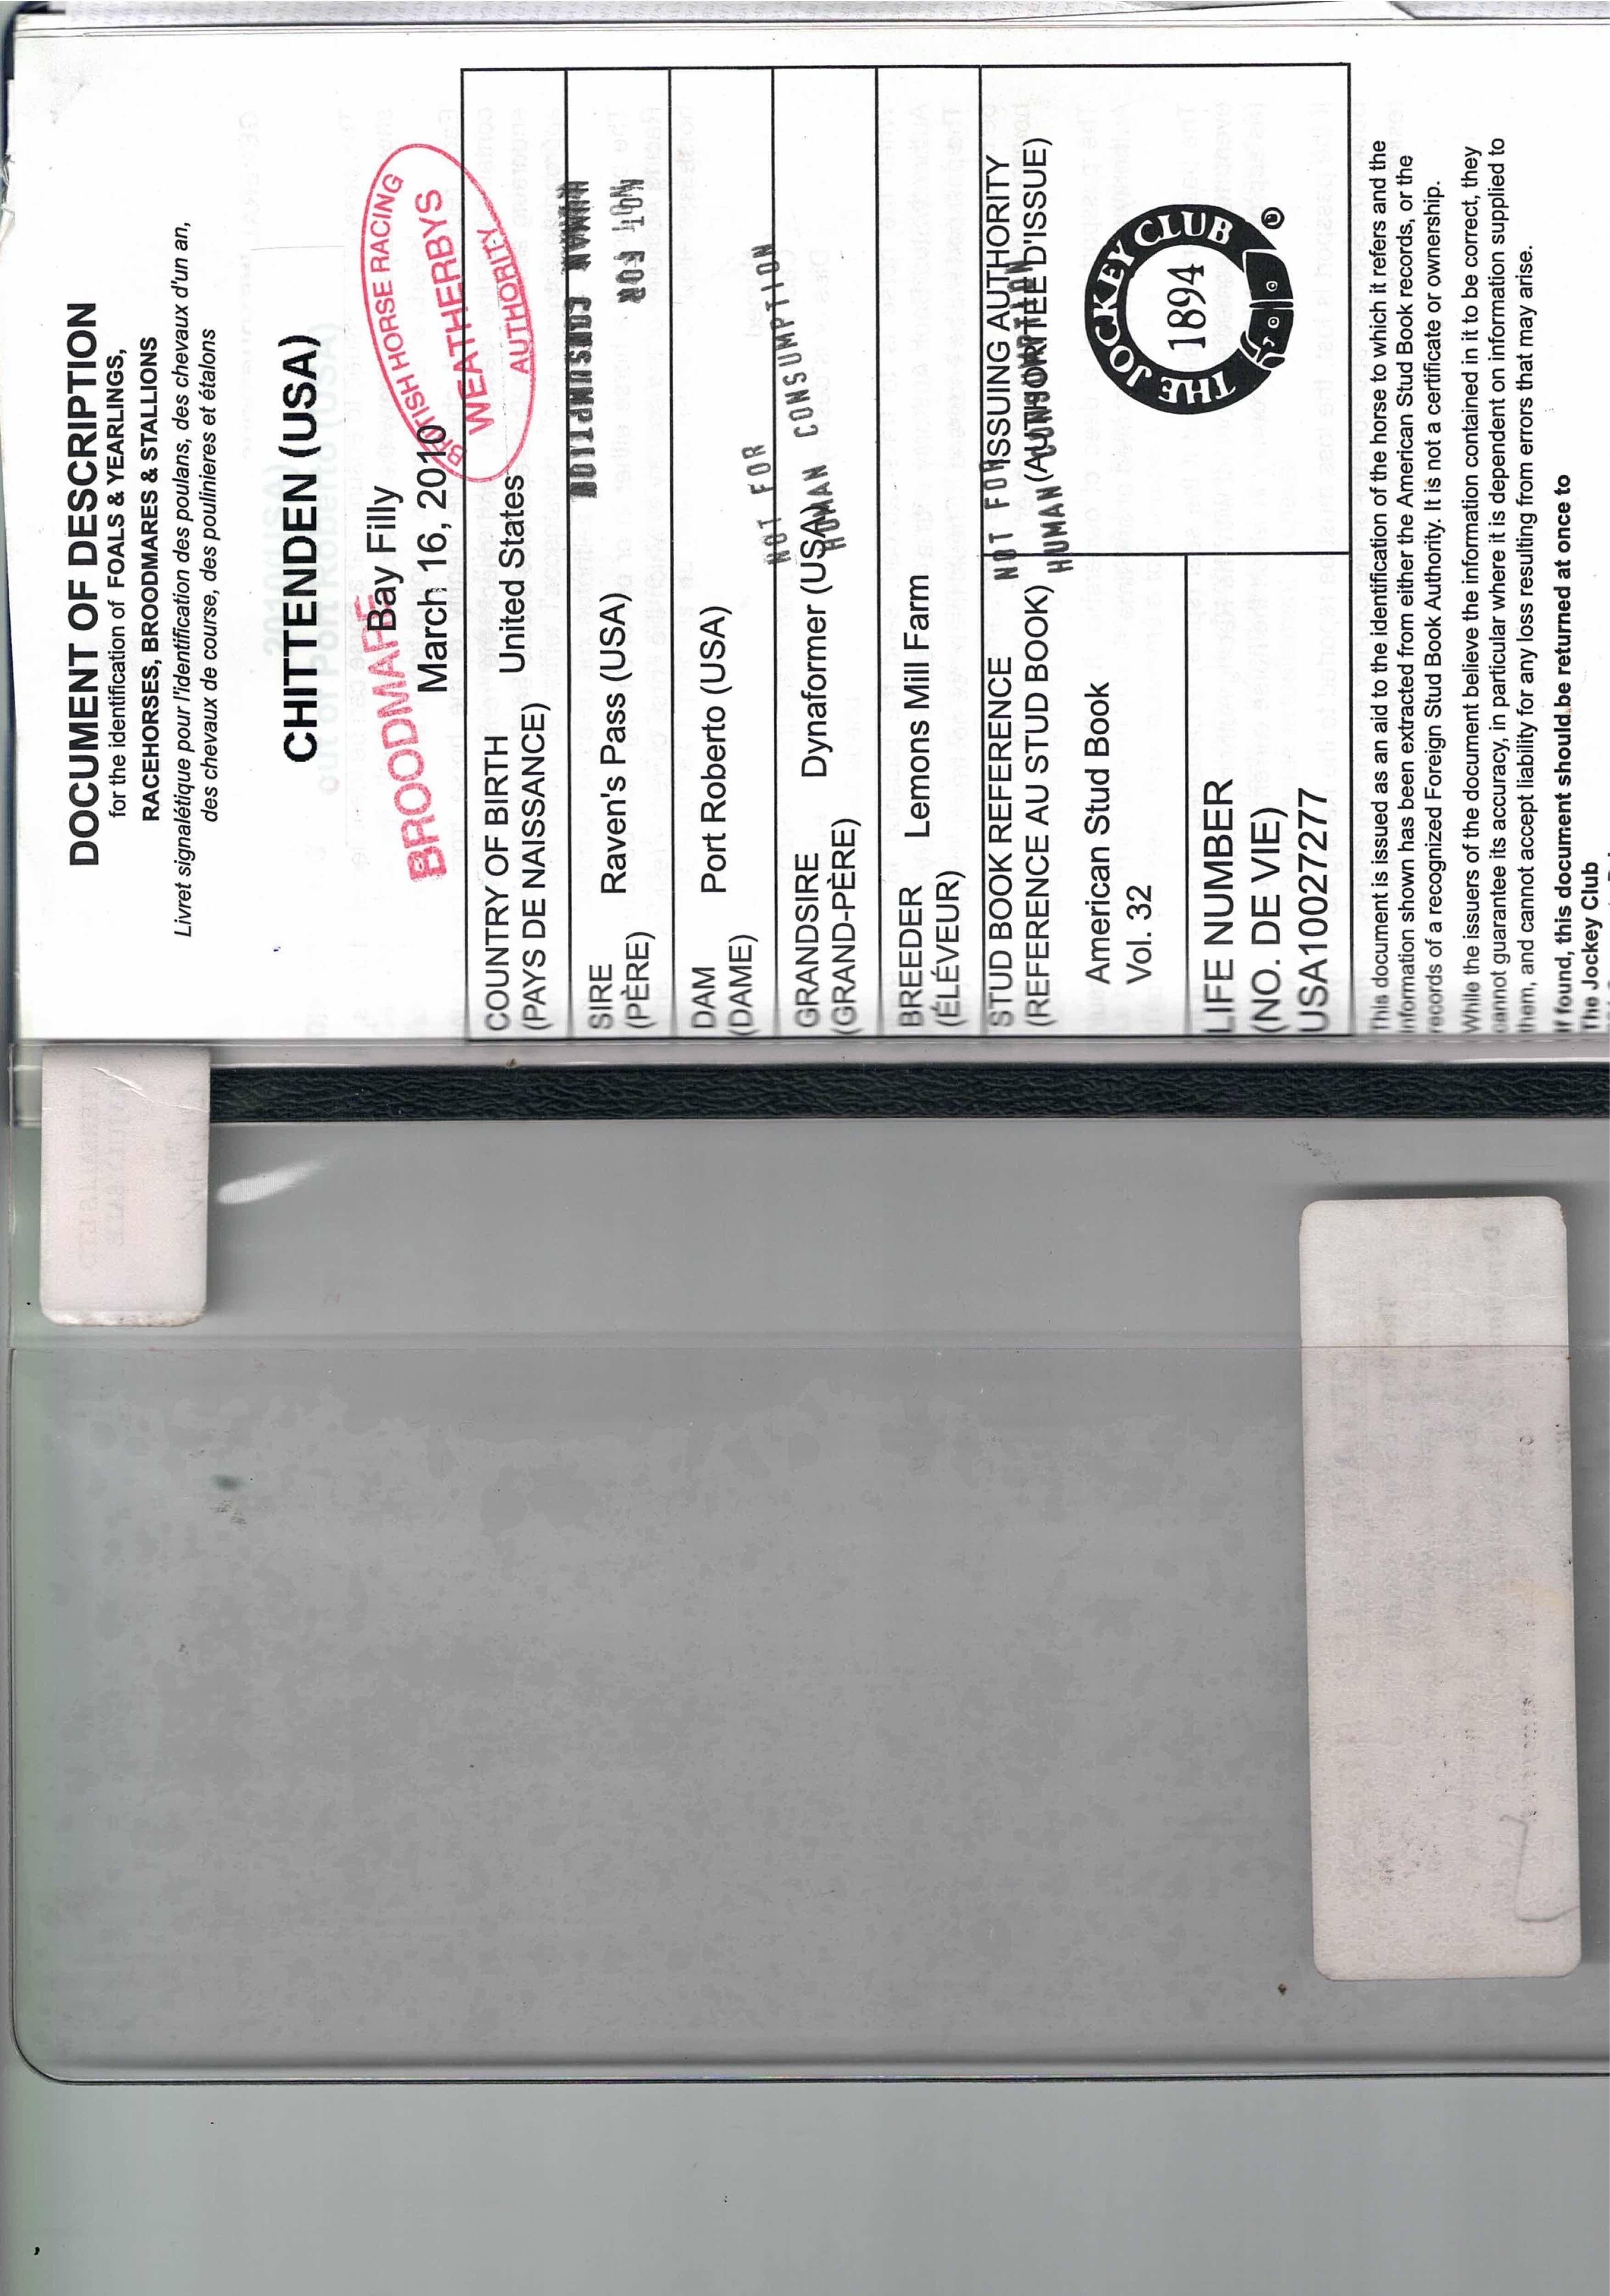 DOCUMENT OF DESCRIPTION
for the identification of FOALS & YEARLINGS,
RACEHORSES, BROODMARES & STALLIONS
Livret signalétique pour l'identification des poulans, des chevaux d'un an,
des chevaux de course, des poulinieres et étalons
CHITTENDEN (USA)
BROODMARE
Bay Filly
March 16, 2010
BRITISH HORSE RACING
WEATHERBYS
AUTHORITY
COUNTRY OF BIRTH
(PAYS DE NAISSANCE)
United States
SIRE
(PÈRE)
Raven's Pass (USA)
HUMAN CONSUMPTION
NOT FOR
DAM
(DAME)
Port Roberto (USA)
NOT FOR
HUMAN CONSUMPTION
GRANDSIRE
(GRAND-PÈRE)
Dynaformer (USA)
BREEDER
(ÉLÉVEUR)
Lemons Mill Farm
STUD BOOK REFERENCE
(REFERENCE AU STUD BOOK)
American Stud Book
Vol. 32
NOT FOR
HUMAN CONSUMPTION
ISSUING AUTHORITY
(AUTHORITÉE D'ISSUE)
THE JOCKEY CLUB
1894
®
LIFE NUMBER
(NO. DE VIE)
USA10027277
This document is issued as an aid to the identification of the horse to which it refers and the
information shown has been extracted from either the American Stud Book records, or the
records of a recognized Foreign Stud Book Authority. It is not a certificate or ownership.
While the issuers of the document believe the information contained in it to be correct, they
cannot guarantee its accuracy, in particular where it is dependent on information supplied to
them, and cannot accept liability for any loss resulting from errors that may arise.
If found, this document should be returned at once to
The Jockey Club